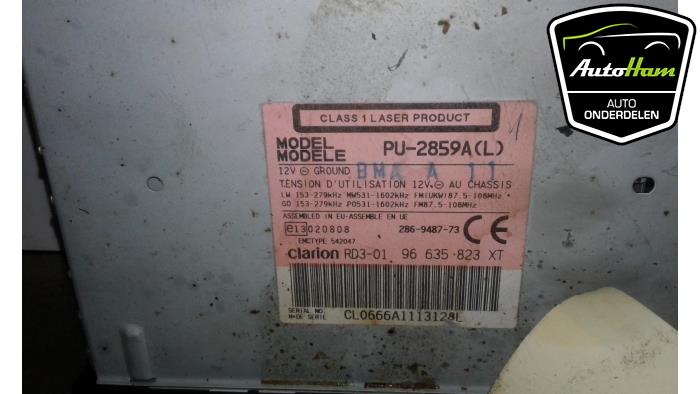 AutoHam
AUTO
ONDERDELEN
CLASS 1 LASER PRODUCT
MODEL
MODELE PU-2859A(L)
12V ⊖ GROUND BMA A 11
TENSION D'UTILISATION 12V ⊖ AU CHASSIS
LW 153-279kHz MW531-1602kHz FM(UKW)87.5-108MHz
GO 153-279kHz PO531-1602kHz FM87.5-108MHz
ASSEMBLED IN EU-ASSEMBLE EN UE
e13 020808 286-9487-73 CE
EMCTYPE 542047
clarion RD3-01 96 635 823 XT
SERIAL NO.
N° DE SERIE CL0666A1113128L